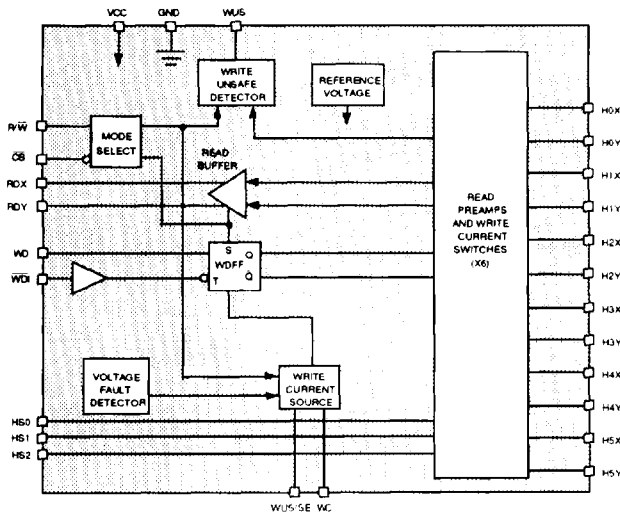 VCC GND WUS
WRITE
UNSAFE
DETECTOR
REFERENCE
VOLTAGE
R/W̅
C̅S̅
RDX
RDY
WD
W̅D̅I̅
HS0
HS1
HS2
MODE
SELECT
READ
BUFFER
S
WDFF
Q
Q̅
T
VOLTAGE
FAULT
DETECTOR
WRITE
CURRENT
SOURCE
READ
PREAMPS
AND WRITE
CURRENT
SWITCHES
(X6)
H0X
H0Y
H1X
H1Y
H2X
H2Y
H3X
H3Y
H4X
H4Y
H5X
H5Y
WUS/SE WC